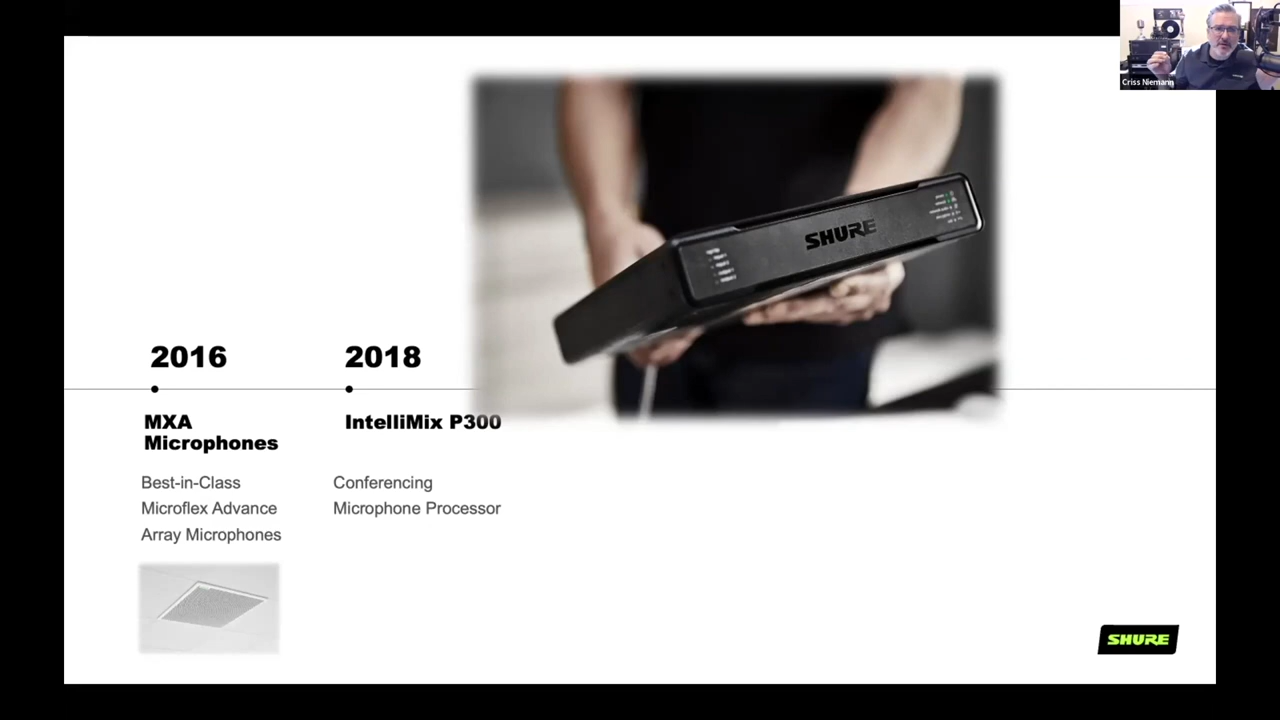 Criss Niemann
SHURE
2016
2018
MXA
Microphones
IntelliMix P300
Best-in-Class
Microflex Advance
Array Microphones
Conferencing
Microphone Processor
SHURE